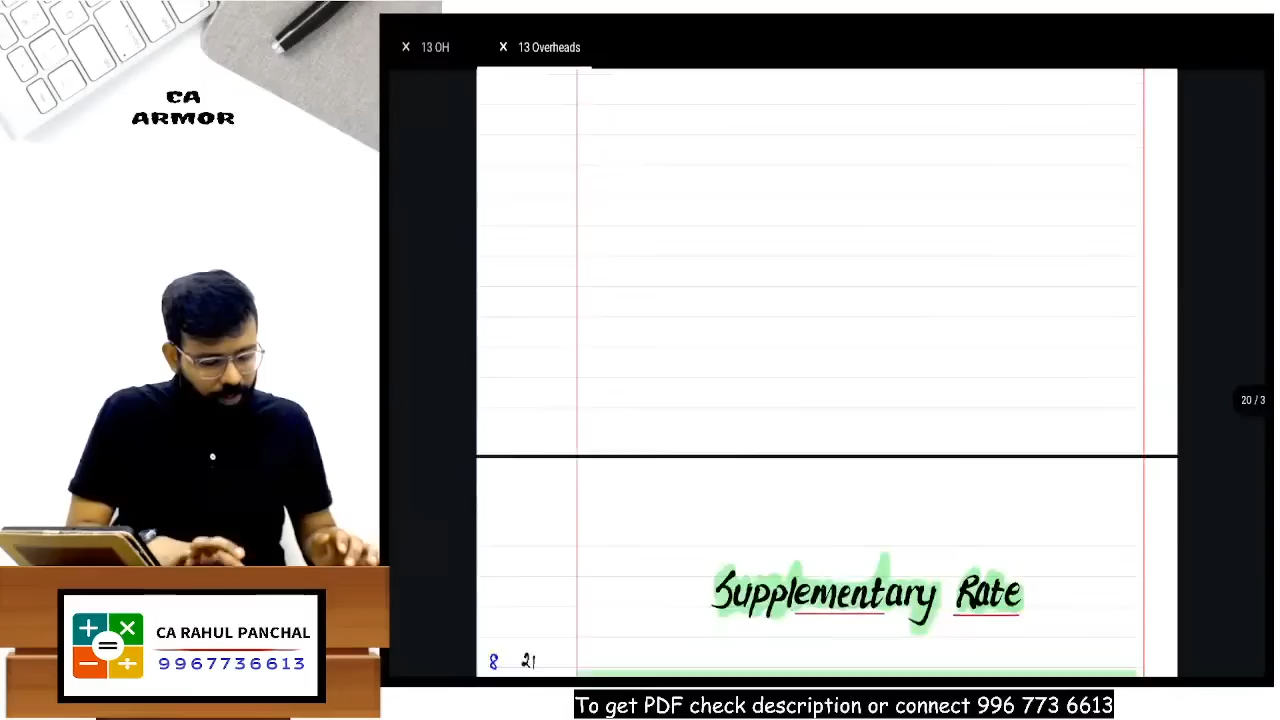 CA
ARMOR
13 OH
13 Overheads
20 / 3
Supplementary Rate
8 21
CA RAHUL PANCHAL
9967736613
To get PDF check description or connect 996 773 6613